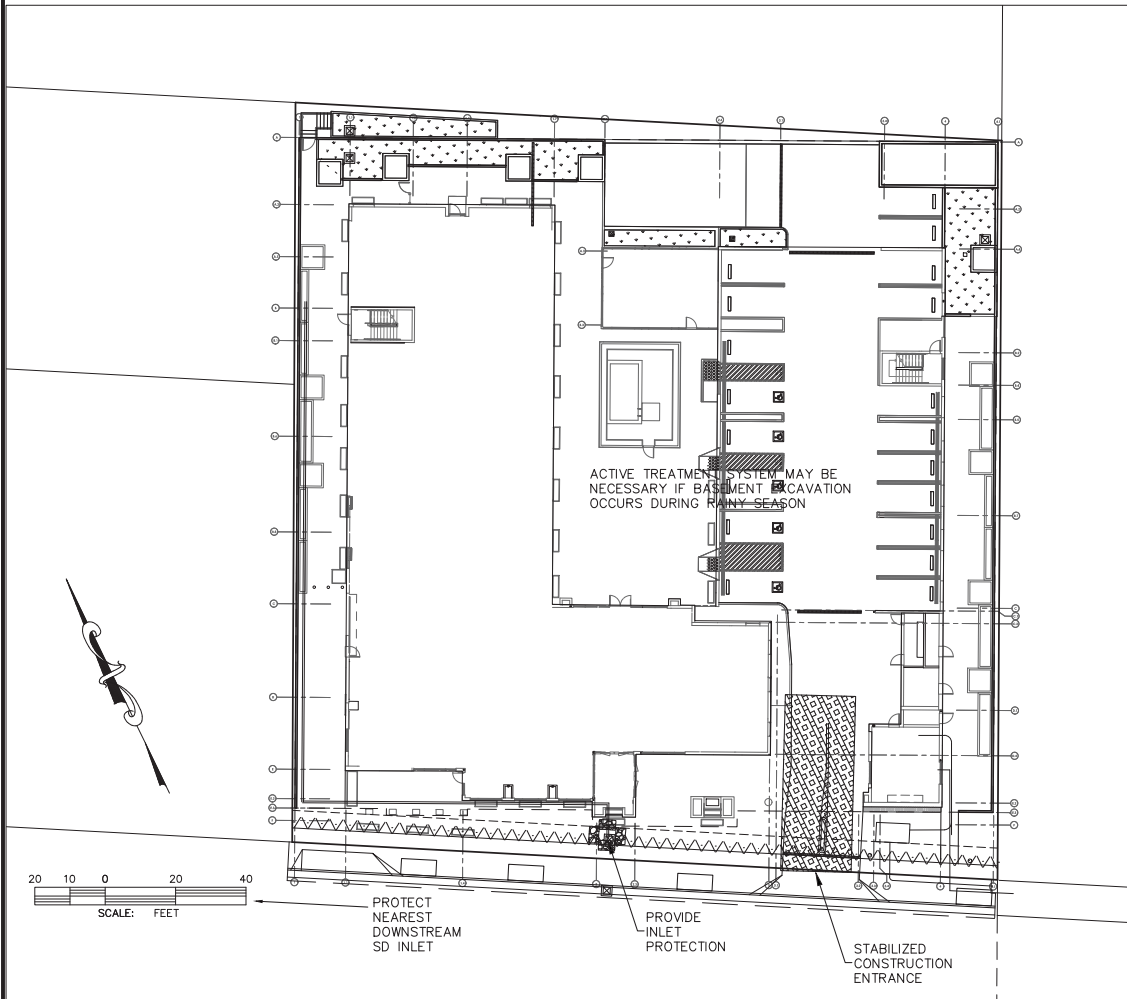 ACTIVE TREATMENT SYSTEM MAY BE
NECESSARY IF BASEMENT EXCAVATION
OCCURS DURING RAINY SEASON
20 10 0 20 40
SCALE: FEET
PROTECT
NEAREST
DOWNSTREAM
SD INLET
PROVIDE
INLET
PROTECTION
STABILIZED
CONSTRUCTION
ENTRANCE